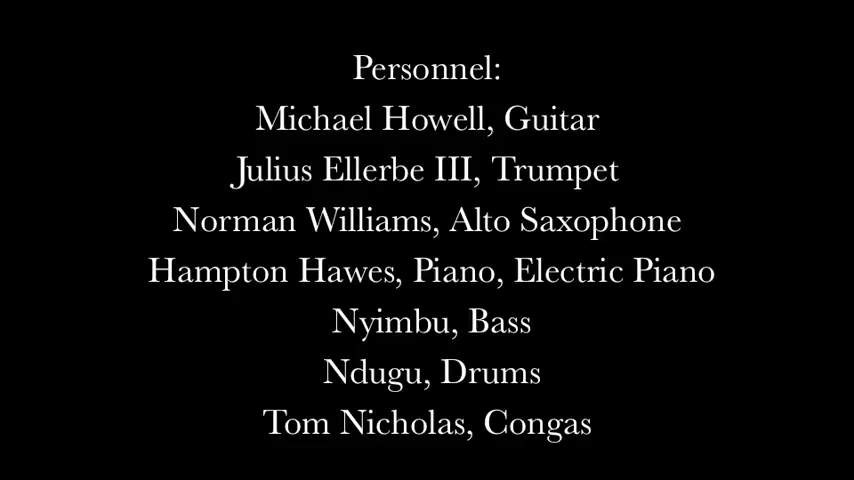 Personnel:
Michael Howell, Guitar
Julius Ellerbe III, Trumpet
Norman Williams, Alto Saxophone
Hampton Hawes, Piano, Electric Piano
Nyimbu, Bass
Ndugu, Drums
Tom Nicholas, Congas